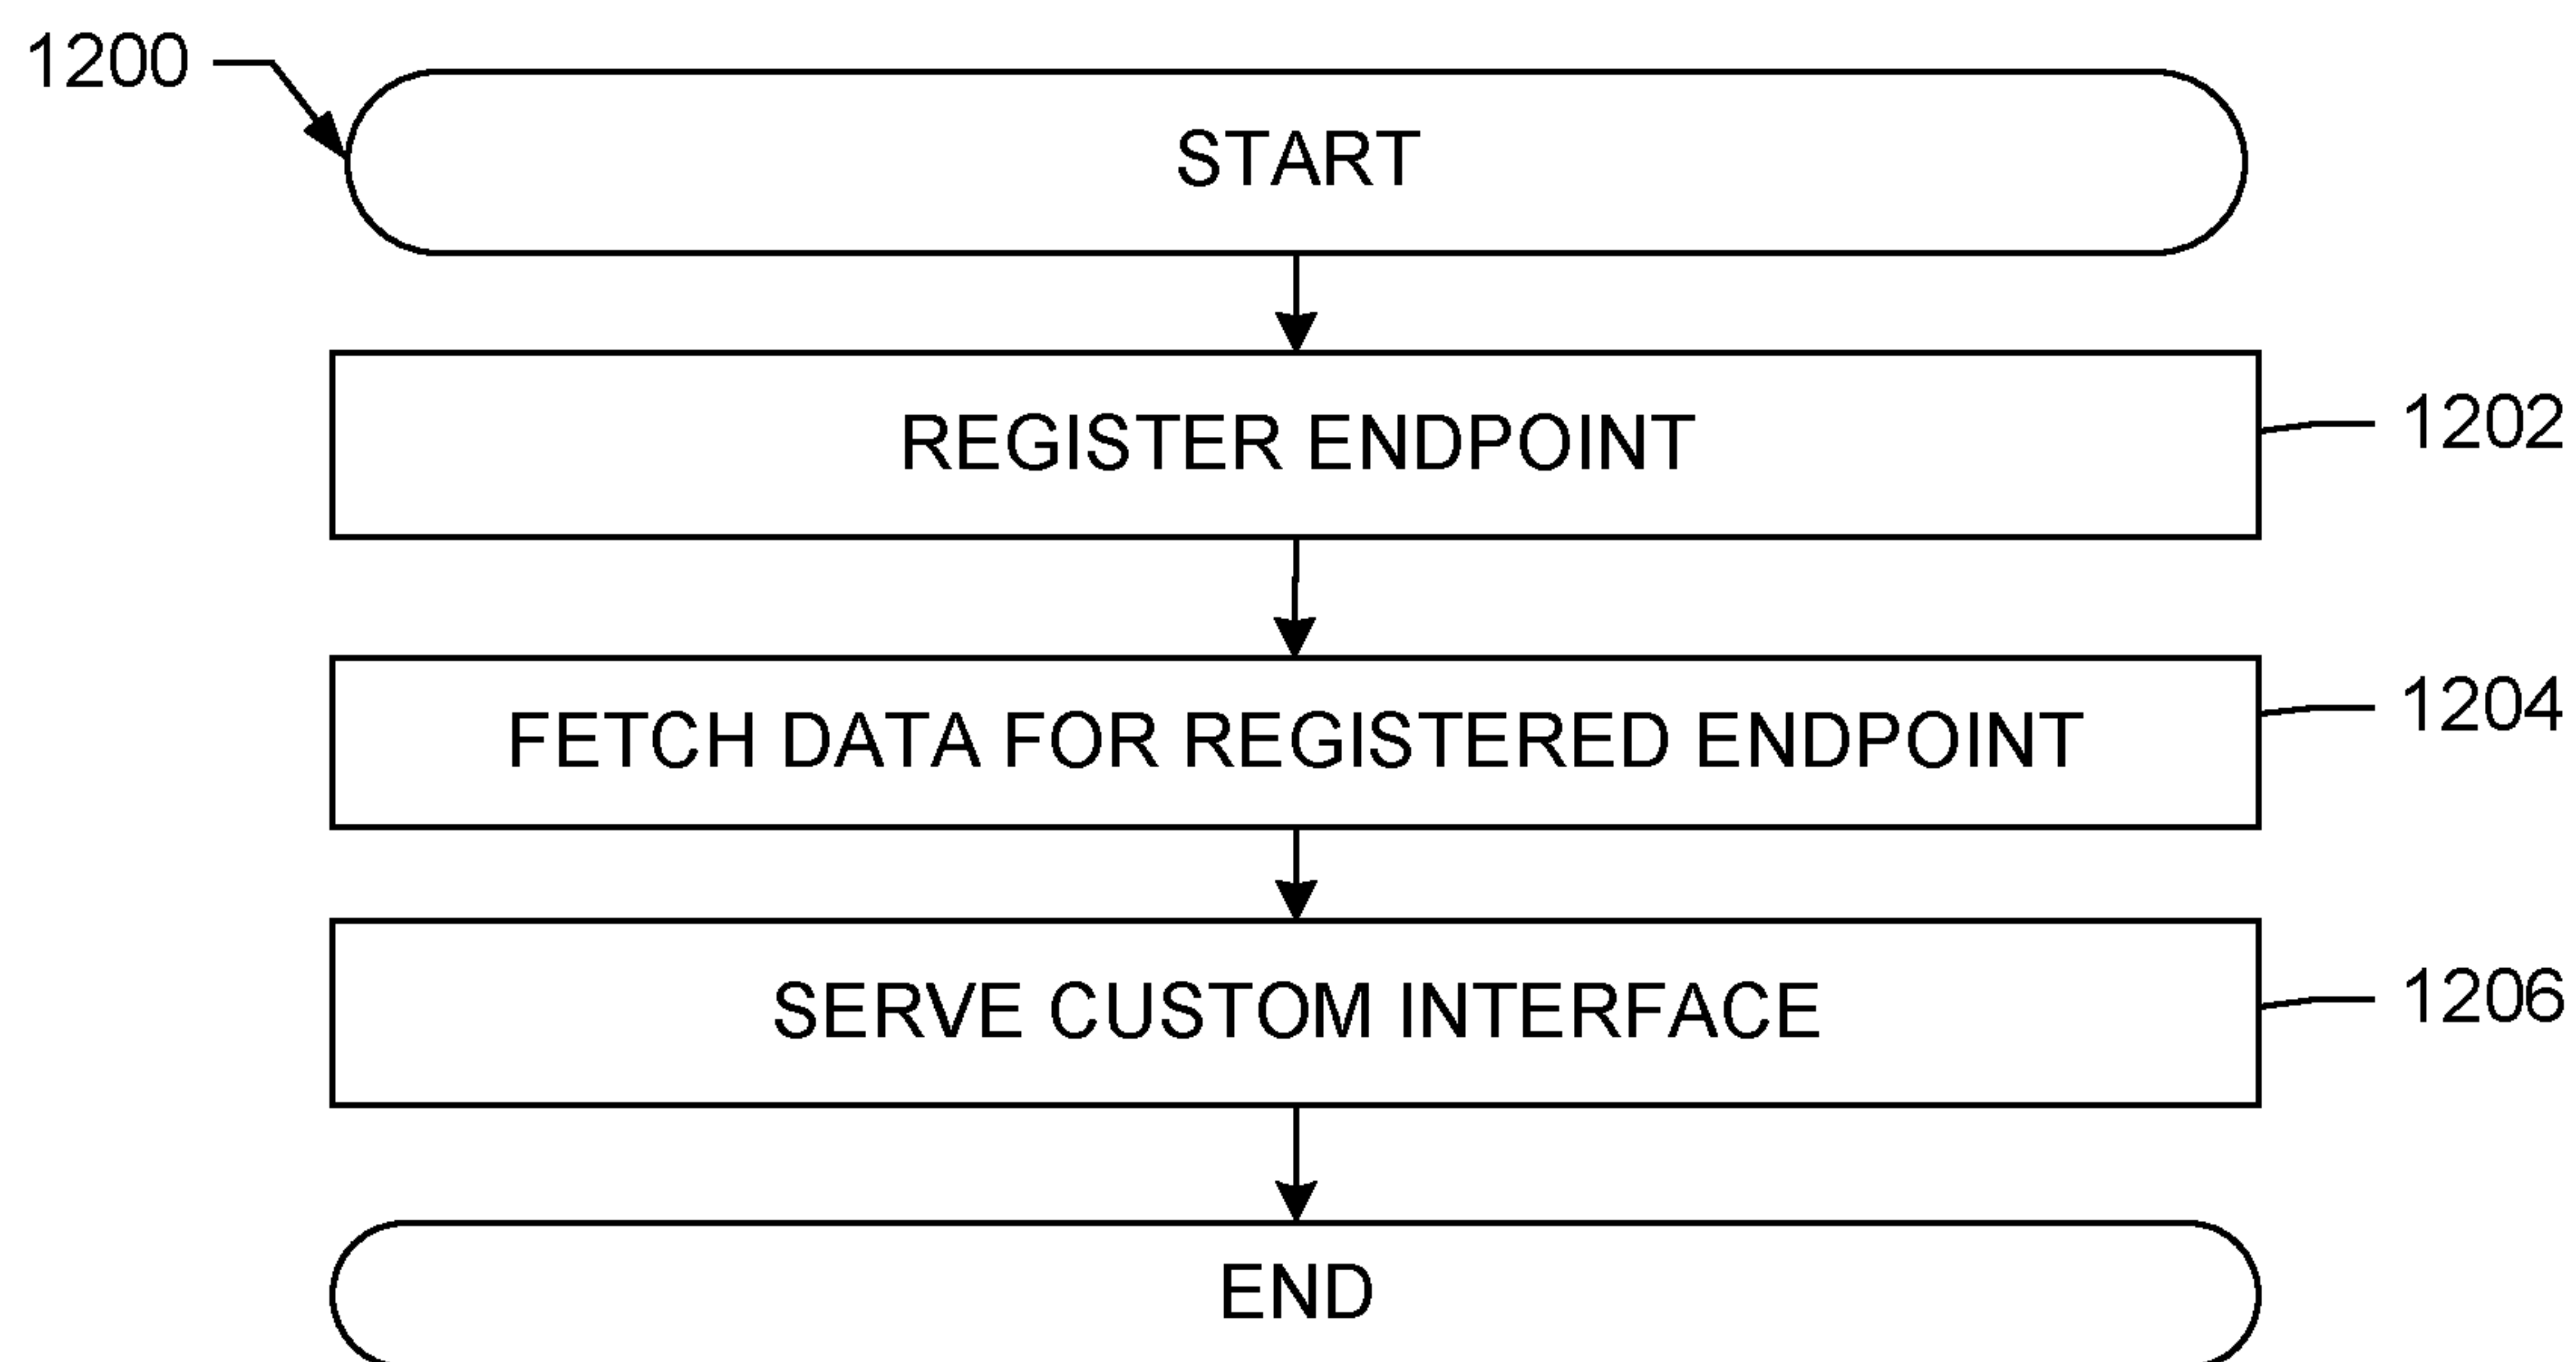 1200
START
REGISTER ENDPOINT
1202
FETCH DATA FOR REGISTERED ENDPOINT
1204
SERVE CUSTOM INTERFACE
1206
END